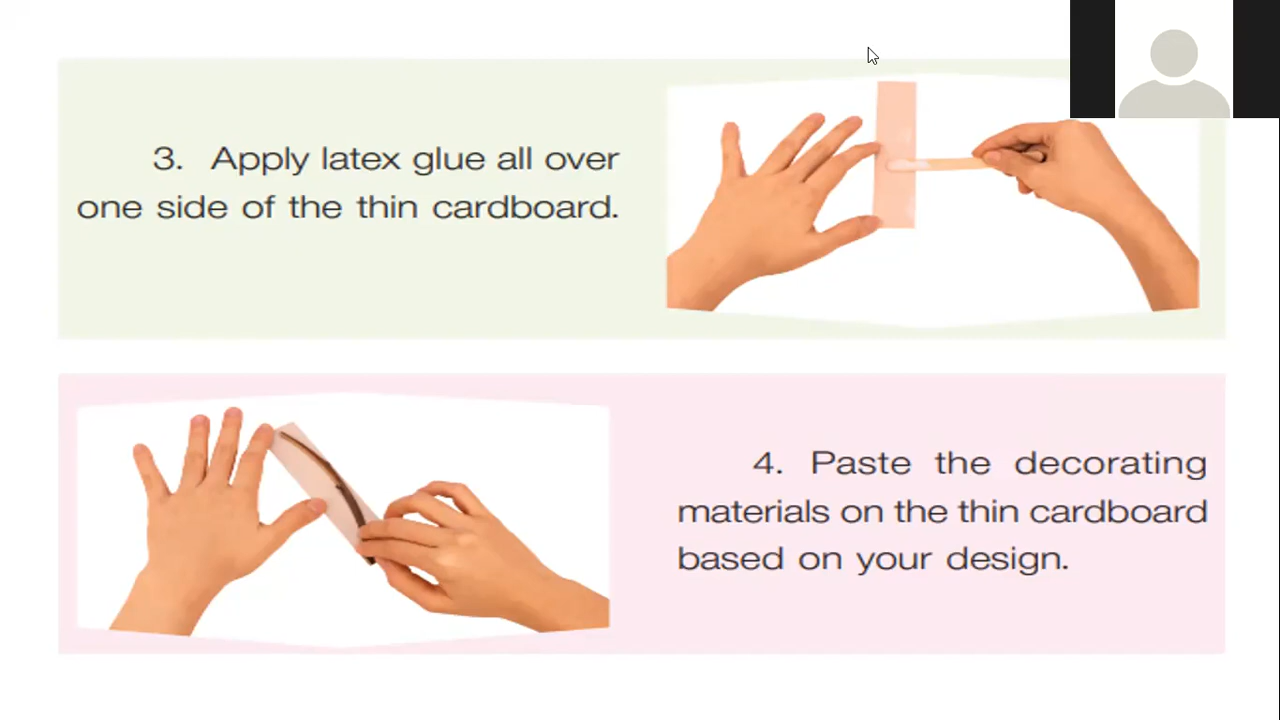 3. Apply latex glue all over
one side of the thin cardboard.
4. Paste the decorating
materials on the thin cardboard
based on your design.